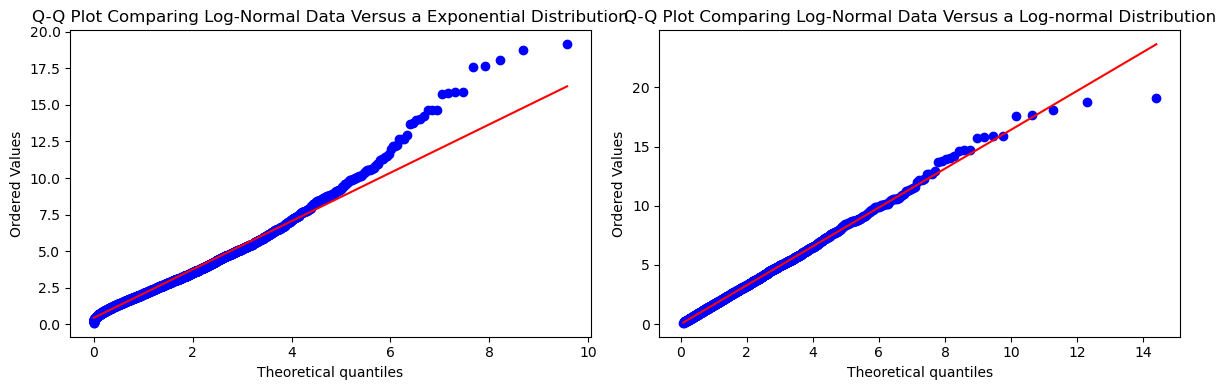 Q-Q Plot Comparing Log-Normal Data Versus a Exponential Distribution
Q-Q Plot Comparing Log-Normal Data Versus a Log-normal Distribution
20.0
17.5
15.0
12.5
10.0
7.5
5.0
2.5
0.0
Ordered Values
0 2 4 6 8 10
Theoretical quantiles
20
15
10
5
0
Ordered Values
0 2 4 6 8 10 12 14
Theoretical quantiles